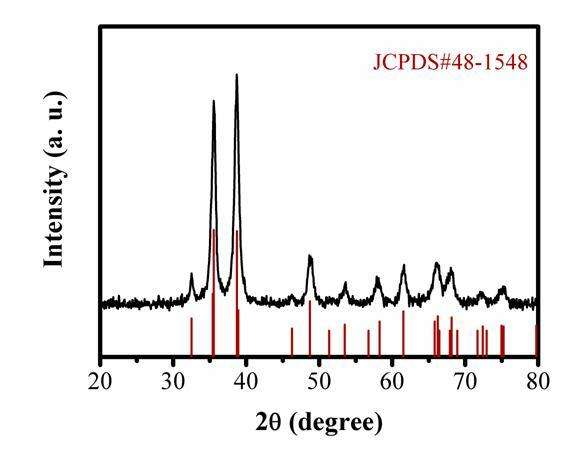 JCPDS#48-1548
Intensity (a. u.)
20 30 40 50 60 70 80
2θ (degree)